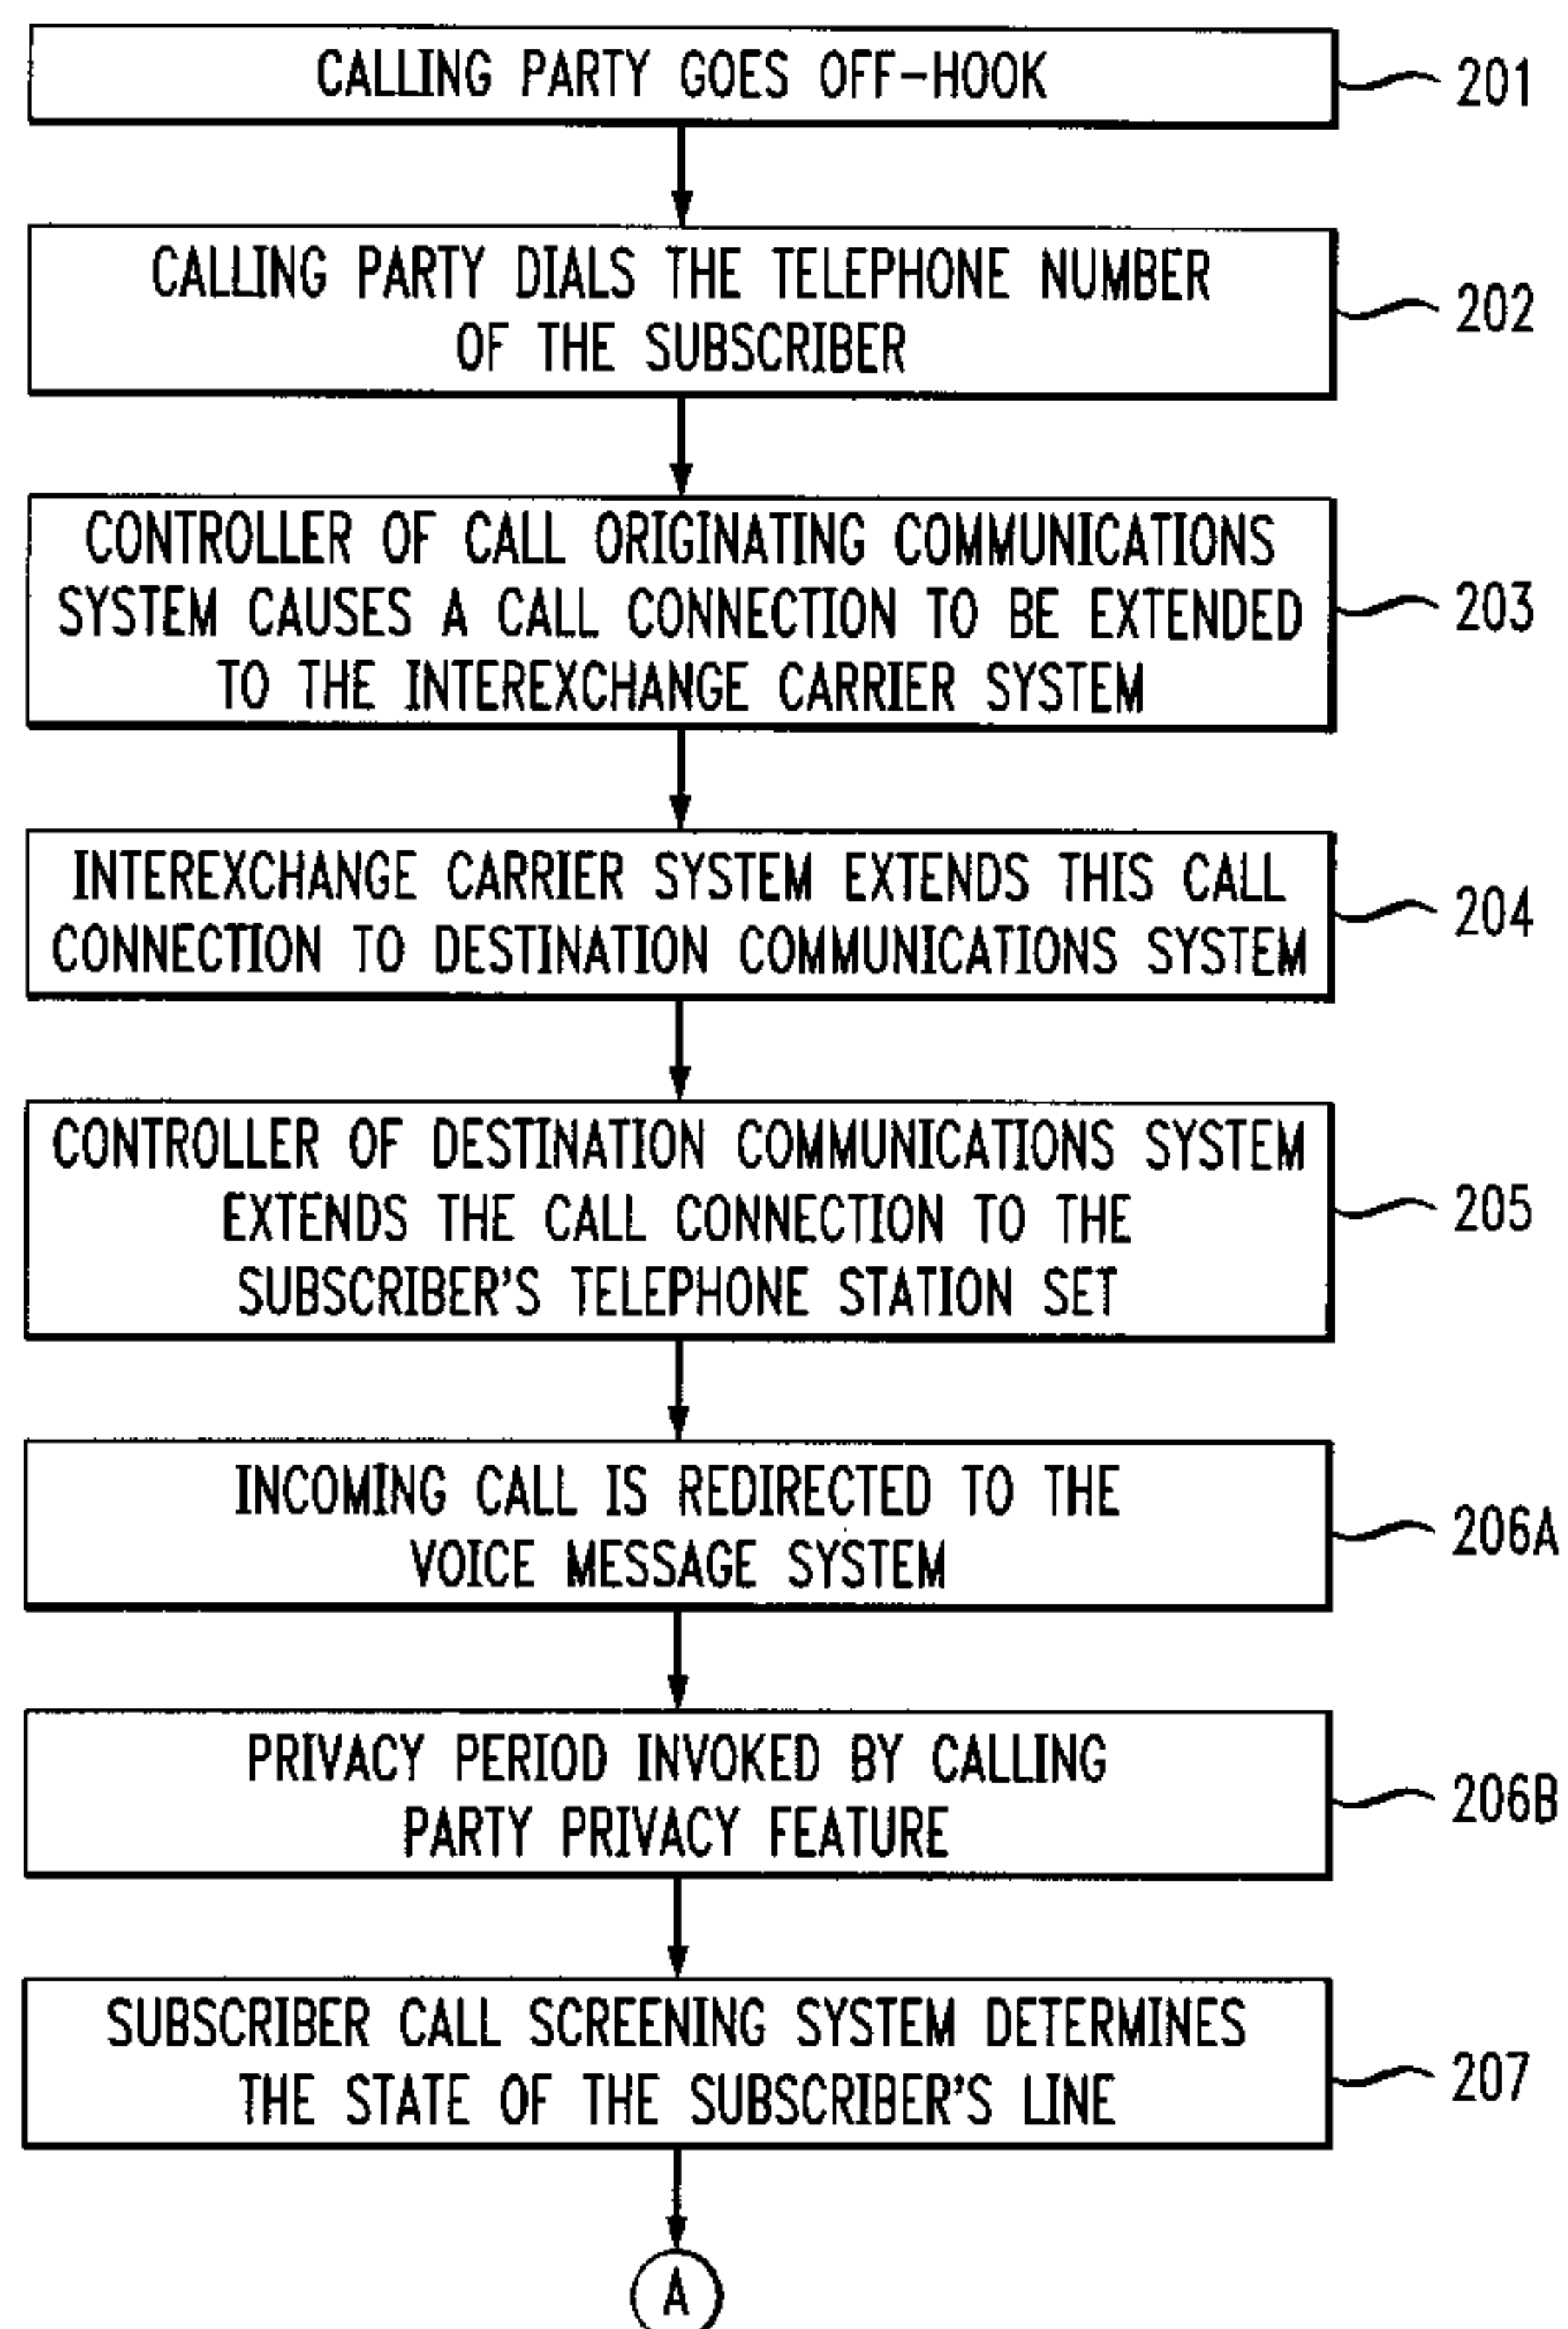 CALLING PARTY GOES OFF-HOOK
201
CALLING PARTY DIALS THE TELEPHONE NUMBER
OF THE SUBSCRIBER
202
CONTROLLER OF CALL ORIGINATING COMMUNICATIONS
SYSTEM CAUSES A CALL CONNECTION TO BE EXTENDED
TO THE INTEREXCHANGE CARRIER SYSTEM
203
INTEREXCHANGE CARRIER SYSTEM EXTENDS THIS CALL
CONNECTION TO DESTINATION COMMUNICATIONS SYSTEM
204
CONTROLLER OF DESTINATION COMMUNICATIONS SYSTEM
EXTENDS THE CALL CONNECTION TO THE
SUBSCRIBER'S TELEPHONE STATION SET
205
INCOMING CALL IS REDIRECTED TO THE
VOICE MESSAGE SYSTEM
206A
PRIVACY PERIOD INVOKED BY CALLING
PARTY PRIVACY FEATURE
206B
SUBSCRIBER CALL SCREENING SYSTEM DETERMINES
THE STATE OF THE SUBSCRIBER'S LINE
207
A